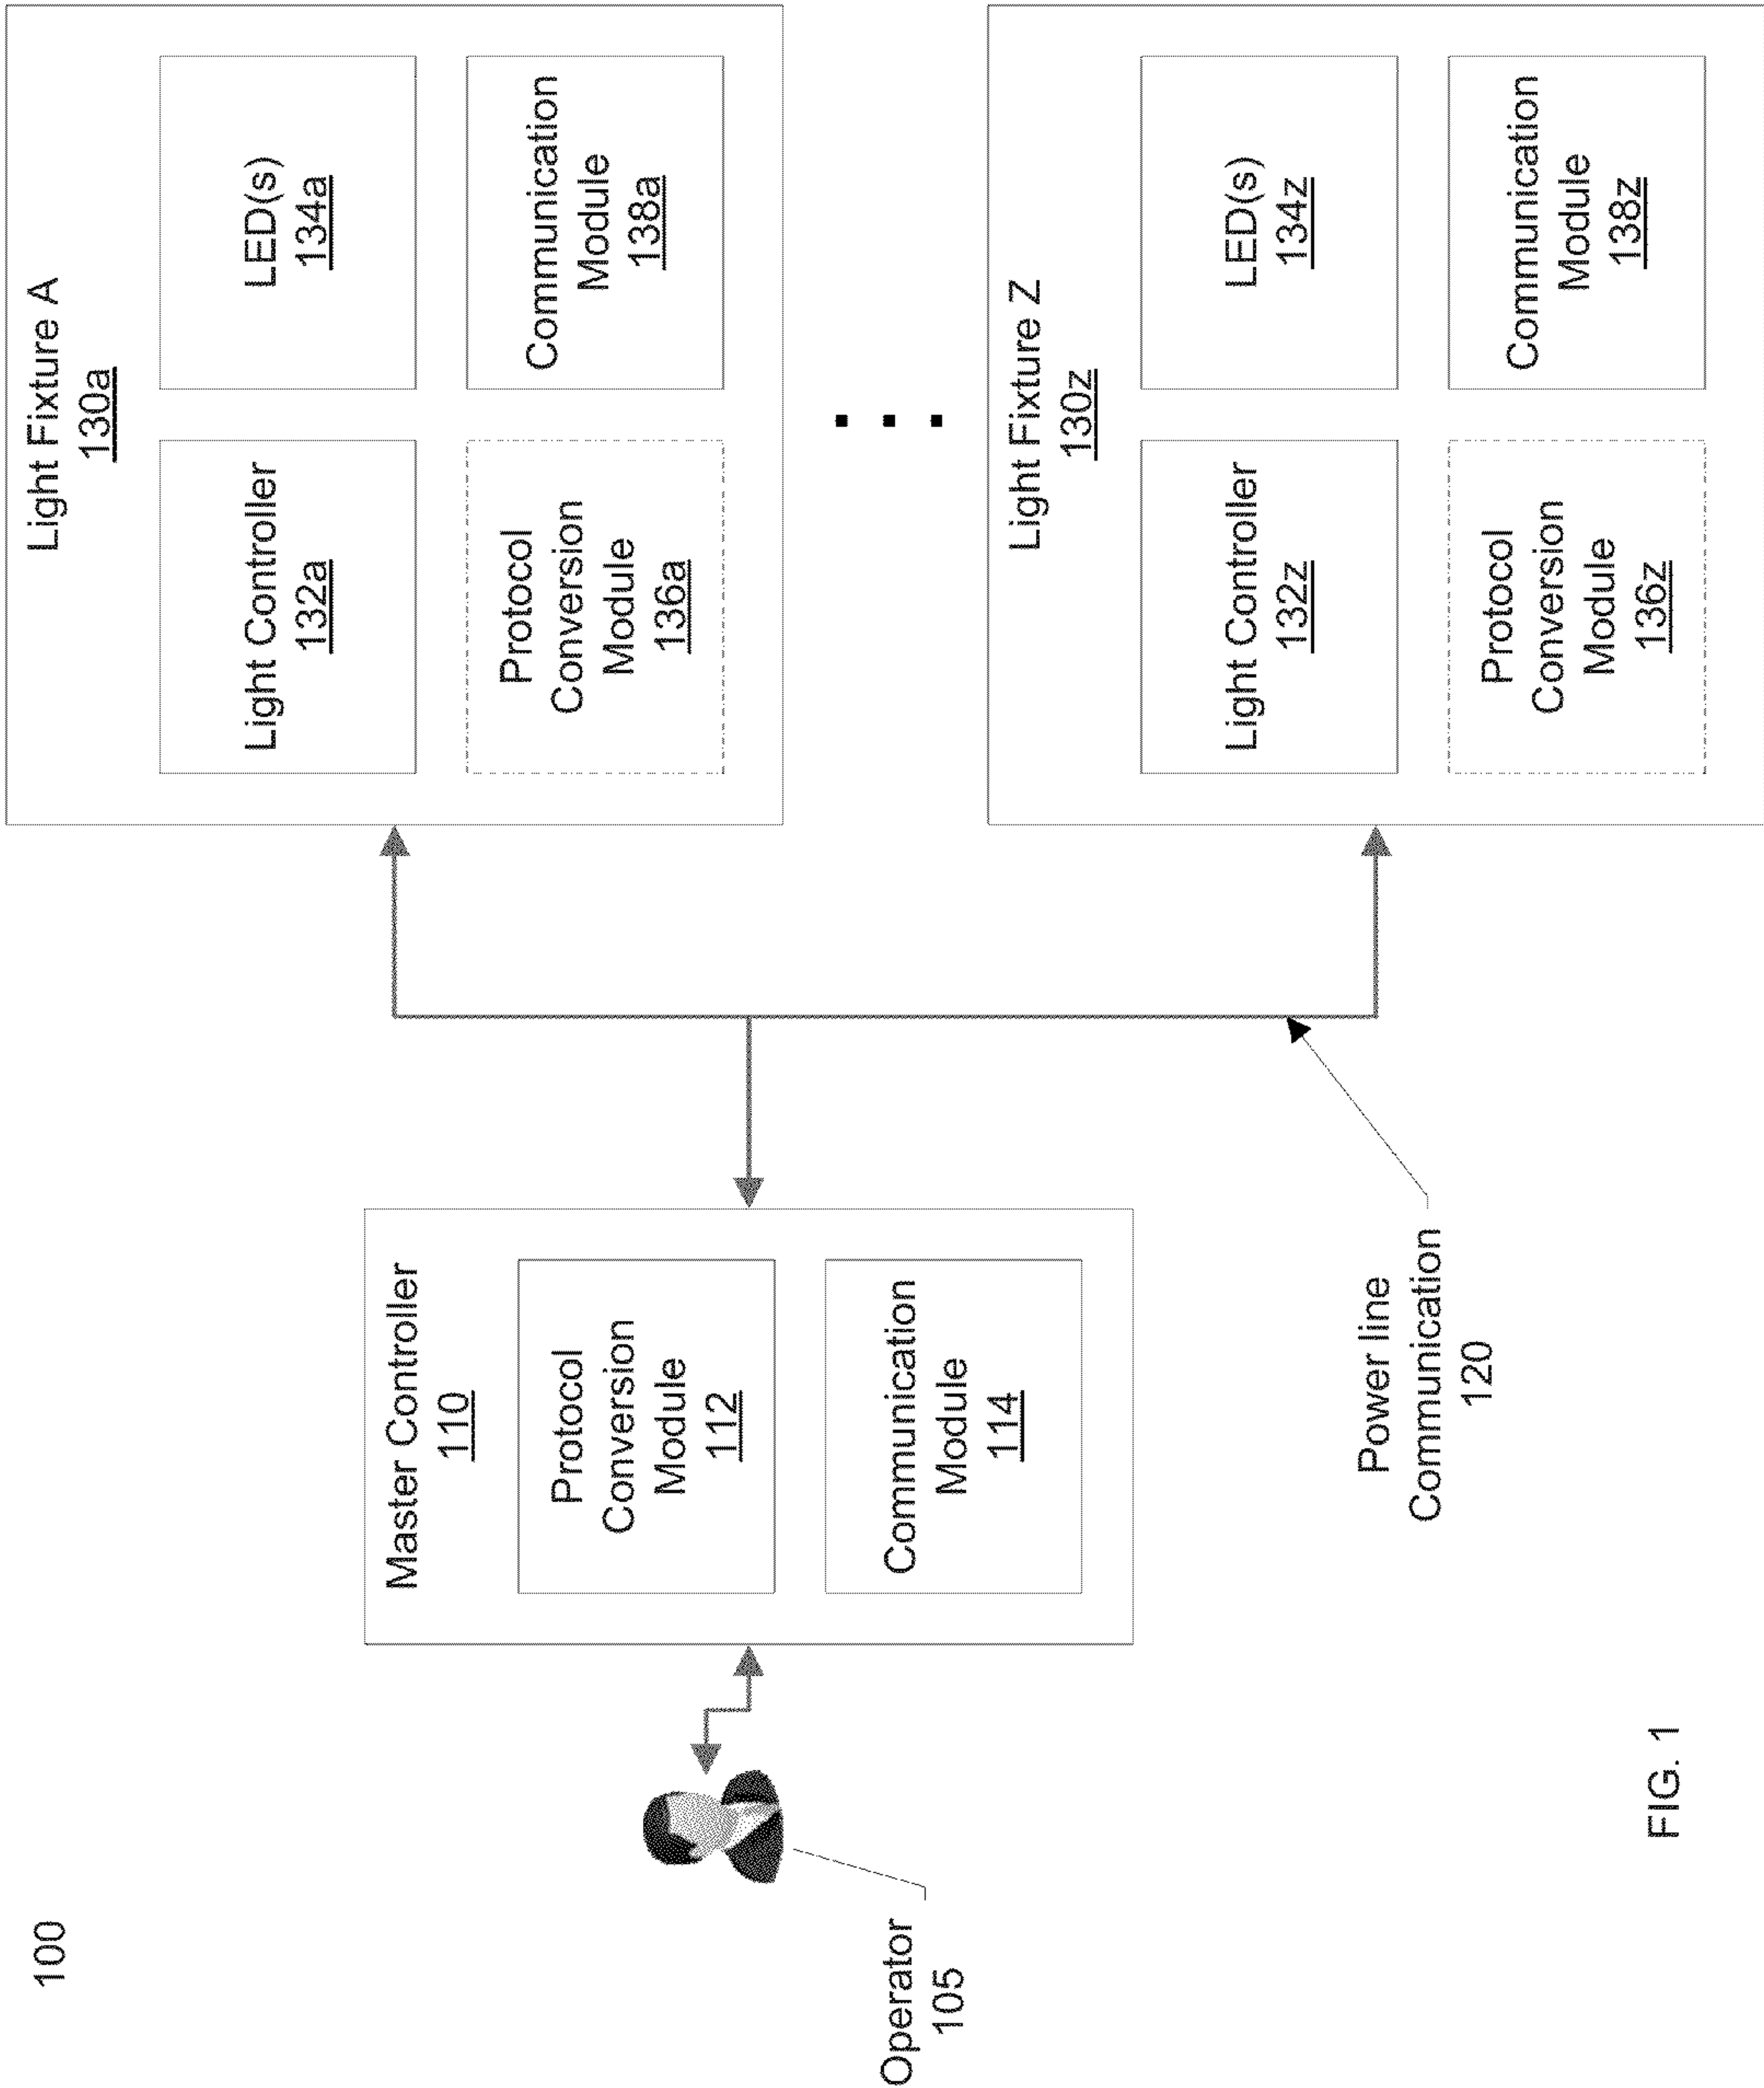 100
Operator
105
Master Controller
110
Protocol
Conversion
Module
112
Communication
Module
114
Power line
Communication
120
Light Fixture A
130a
Light Controller
132a
LED(s)
134a
Protocol
Conversion
Module
136a
Communication
Module
138a
Light Fixture Z
130z
Light Controller
132z
LED(s)
134z
Protocol
Conversion
Module
136z
Communication
Module
138z
FIG. 1